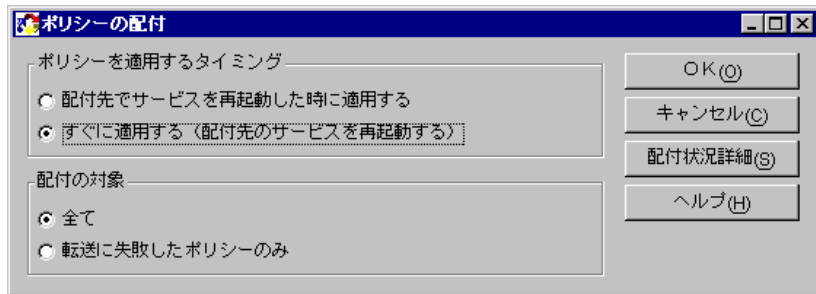 ポリシーの配付
ポリシーを適用するタイミング
配付先でサービスを再起動した時に適用する
すぐに適用する（配付先のサービスを再起動する）
配付の対象
全て
転送に失敗したポリシーのみ
ＯＫ(O)
キャンセル(C)
配付状況詳細(S)
ヘルプ(H)